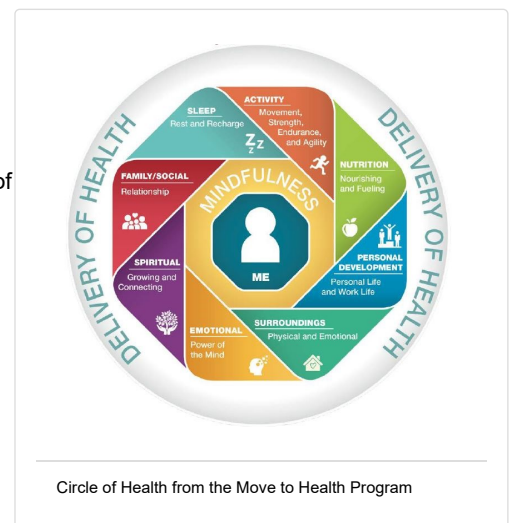 of
DELIVERY OF HEALTH
DELIVERY OF HEALTH
SLEEP
Rest and Recharge
Zzz
ACTIVITY
Movement,
Strength,
Endurance,
and Agility
NUTRITION
Nourishing
and Fueling
PERSONAL
DEVELOPMENT
Personal Life
and Work Life
SURROUNDINGS
Physical and Emotional
EMOTIONAL
Power of
the Mind
SPIRITUAL
Growing and
Connecting
FAMILY/SOCIAL
Relationship
MINDFULNESS
ME
Circle of Health from the Move to Health Program